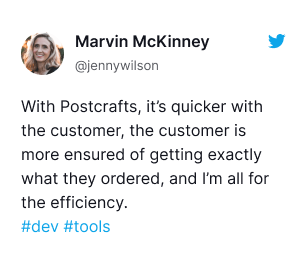 Marvin McKinney
@jennywilson
With Postcrafts, it’s quicker with
the customer, the customer is
more ensured of getting exactly
what they ordered, and I’m all for
the efficiency.
#dev #tools